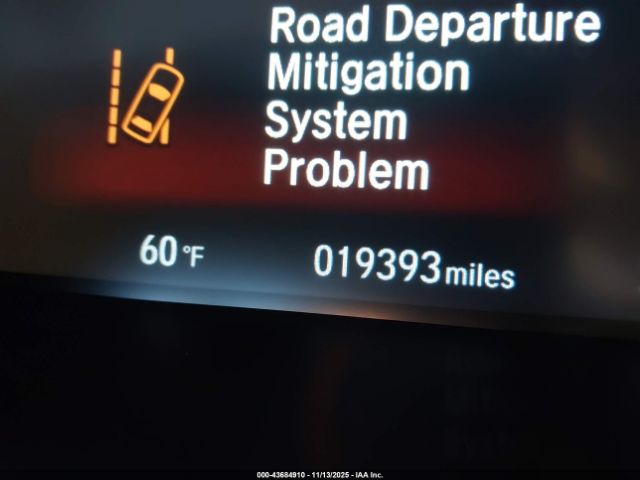 Road Departure
Mitigation
System
Problem
60°F 019393 miles
000-43684910 - 11/13/2025 - IAA Inc.